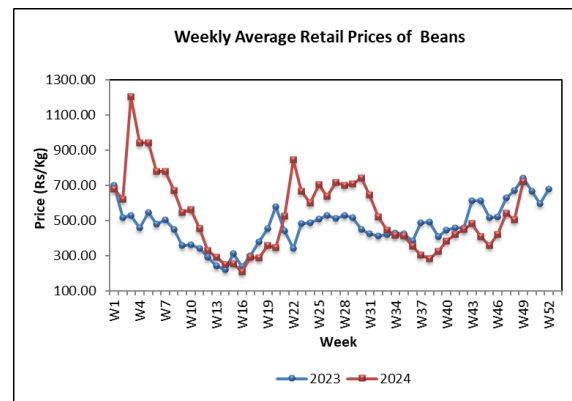 Weekly Average Retail Prices of Beans
Price (Rs/Kg)
1300.00
1100.00
900.00
700.00
500.00
300.00
100.00
W1
W4
W7
W10
W13
W16
W19
W22
W25
W28
W31
W34
W37
W40
W43
W46
W49
W52
Week
2023
2024